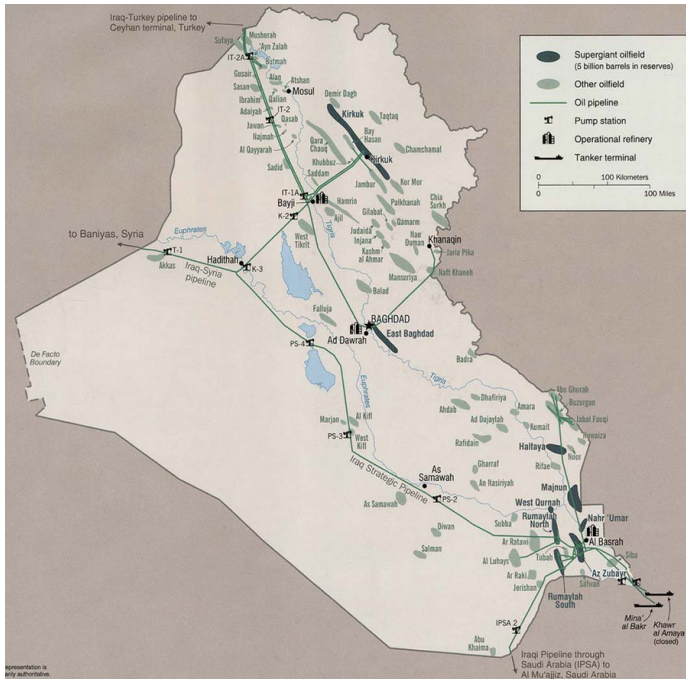 Iraq-Turkey pipeline to
Ceyhan terminal, Turkey
Mushorah
Sufaya
'Ayn Zalah
IT-2A
Batmah
Gusair
Alan
Atshan
Sasan
Mosul
Ibrahim
Qalian
Adaiyah
IT-2
Jawan
Qasab
Najmah
Al Qayyarah
Demir Dagh
Kirkuk
Taqtaq
Bay
Hasan
Qara
Chauq
Chamchamal
Khubbuz
Kirkuk
Sadid
Saddam
Jambur
Kor Mor
IT-1A
Bayji
Hamrin
Palkhanah
Chia
Surkh
K-2
Ajil
Gilabat
Qamarm
Tigris
Judaida
Injana
Nau
Duman
Khanaqin
West
Tikrit
Kashm
al Ahmar
Jaria Pika
Mansuriya
Naft Khaneh
to Baniyas, Syria
Euphrates
T-1
Akkas
Hadithah
K-3
Iraq-Syria
pipeline
Balad
Falluja
BAGHDAD
Ad Dawrah
East Baghdad
PS-4
De Facto
Boundary
Badra
Euphrates
Tigris
Abu Ghurab
Buzurgan
Dhafiriya
Ahdab
Amara
Jabal Fauqi
Marjan
Al Kifl
Ad Dujaylah
Kumait
Huwaiza
PS-3
West
Kifl
Rafidain
Halfaya
Noor
Iraq Strategic Pipeline
As
Samawah
Gharraf
Rifae
An Nasiriyah
Majnun
As Samawah
PS-2
West Qurnah
Rumaylah
North
Nahr 'Umar
Subba
Diwan
Al Basrah
Ar Ratawi
Salman
Tubah
Siba
Al Luhays
Az Zubayr
Ar Raki
Safwan
Jerishan
Rumaylah
South
Mina'
al Bakr
Khawr
al Amaya
(closed)
IPSA 2
Abu
Khaima
Iraqi Pipeline through
Saudi Arabia (IPSA) to
Al Mu'ajjiz, Saudi Arabia
Supergiant oilfield
(5 billion barrels in reserves)
Other oilfield
Oil pipeline
Pump station
Operational refinery
Tanker terminal
0 100 Kilometers
0 100 Miles
representation is
arily authoritative.